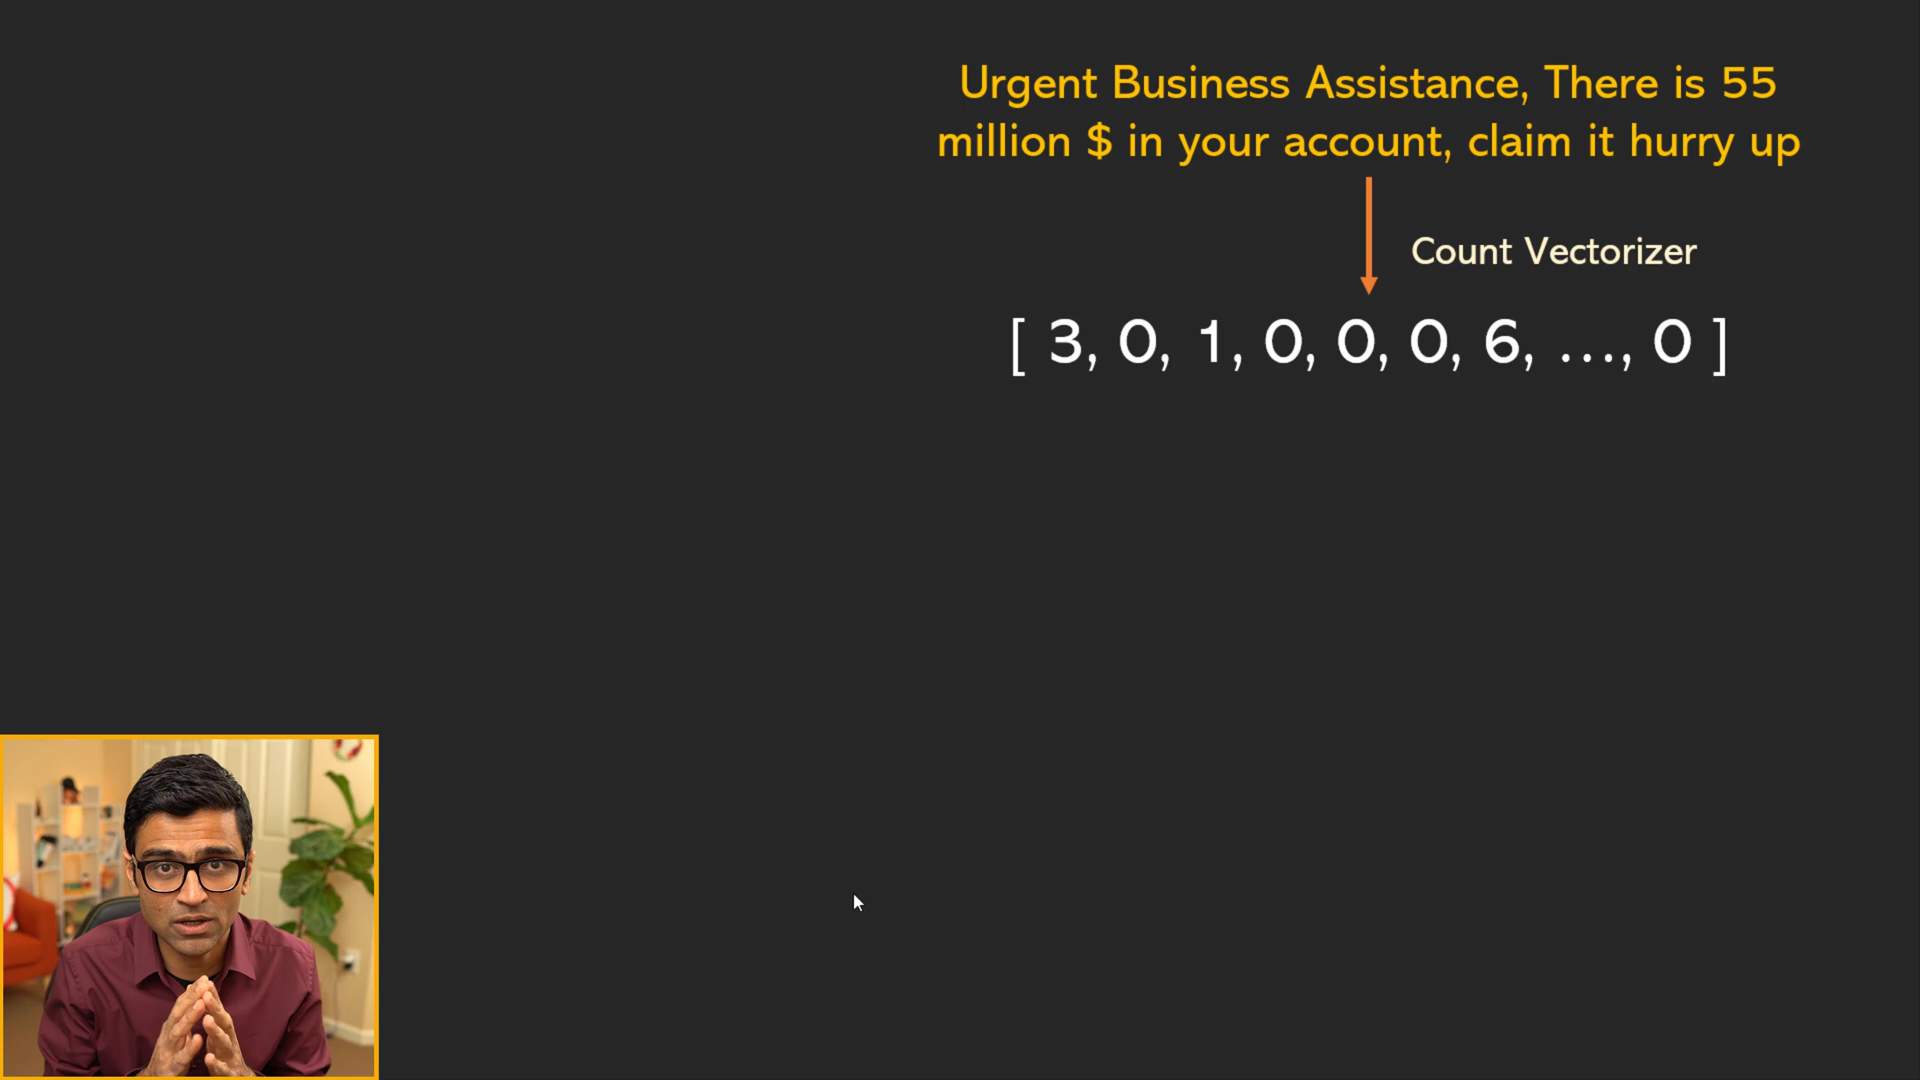 Urgent Business Assistance, There is 55
million $ in your account, claim it hurry up
Count Vectorizer
[ 3, 0, 1, 0, 0, 0, 6, ..., 0 ]